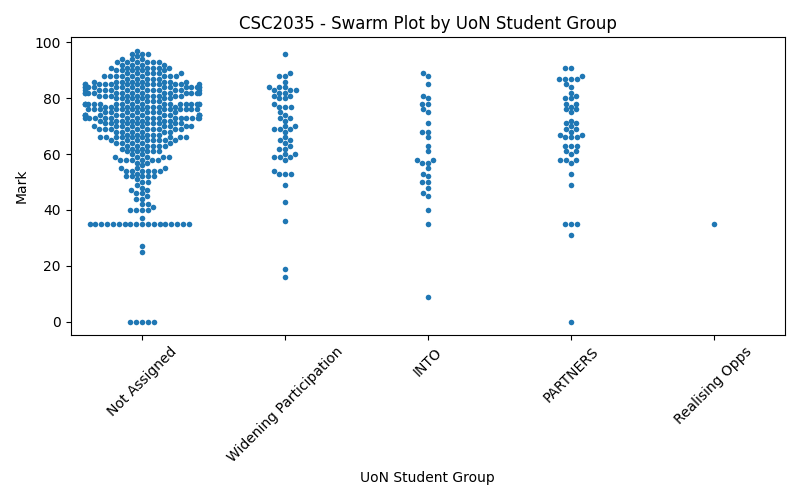 CSC2035 - Swarm Plot by UoN Student Group
100
80
60
40
20
0
Mark
Not Assigned
Widening Participation
INTO
PARTNERS
Realising Opps
UoN Student Group